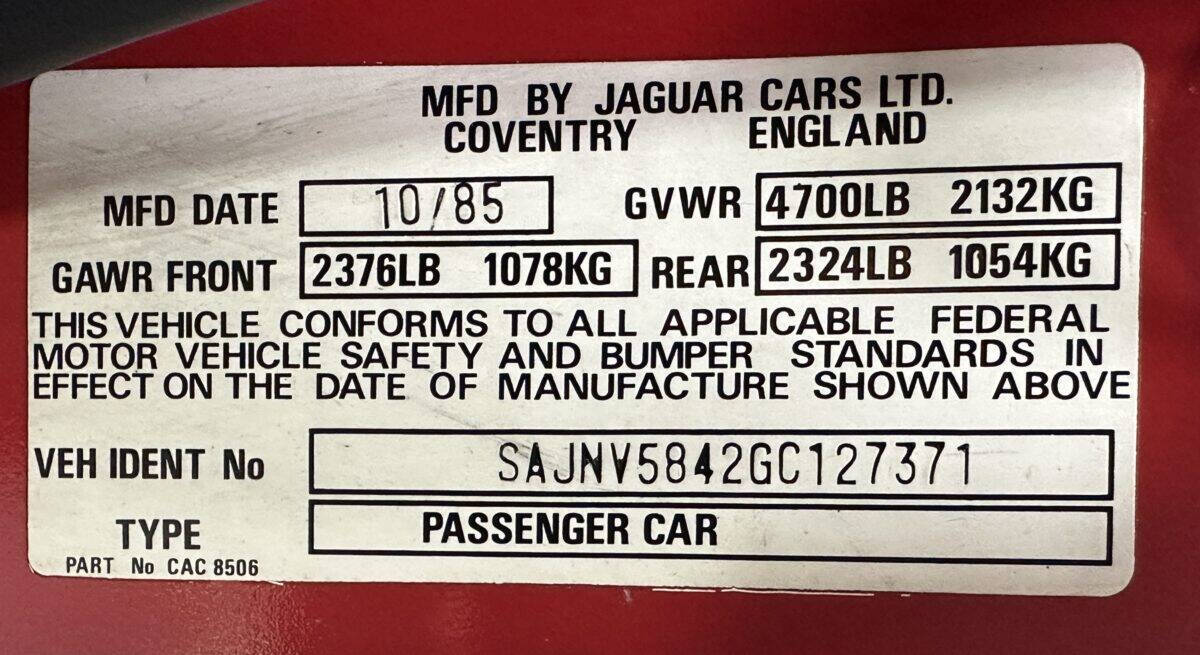 MFD BY JAGUAR CARS LTD.
COVENTRY ENGLAND
MFD DATE 10/85 GVWR 4700LB 2132KG
GAWR FRONT 2376LB 1078KG REAR 2324LB 1054KG
THIS VEHICLE CONFORMS TO ALL APPLICABLE FEDERAL
MOTOR VEHICLE SAFETY AND BUMPER STANDARDS IN
EFFECT ON THE DATE OF MANUFACTURE SHOWN ABOVE
VEH IDENT No SAJNV5842GC127371
TYPE PASSENGER CAR
PART No CAC 8506